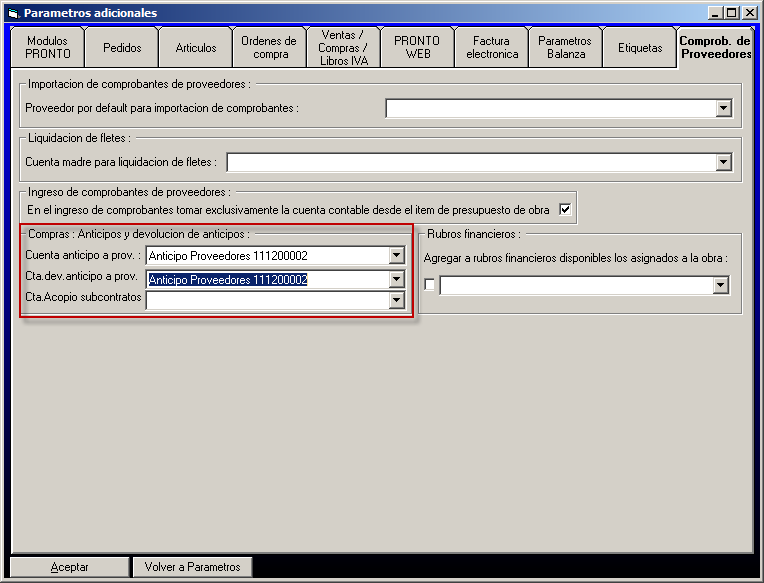 Parametros adicionales
Modulos
PRONTO
Pedidos
Articulos
Ordenes de
compra
Ventas /
Compras /
Libros IVA
PRONTO
WEB
Factura
electronica
Parametros
Balanza
Etiquetas
Comprob. de
Proveedores
Importacion de comprobantes de proveedores :
Proveedor por default para importacion de comprobantes :
Liquidacion de fletes :
Cuenta madre para liquidacion de fletes :
Ingreso de comprobantes de proveedores :
En el ingreso de comprobantes tomar exclusivamente la cuenta contable desde el item de presupuesto de obra
Compras : Anticipos y devolucion de anticipos :
Cuenta anticipo a prov. : Anticipo Proveedores 111200002
Cta.dev.anticipo a prov. Anticipo Proveedores 111200002
Cta.Acopio subcontratos
Rubros financieros :
Agregar a rubros financieros disponibles los asignados a la obra :
Aceptar
Volver a Parametros